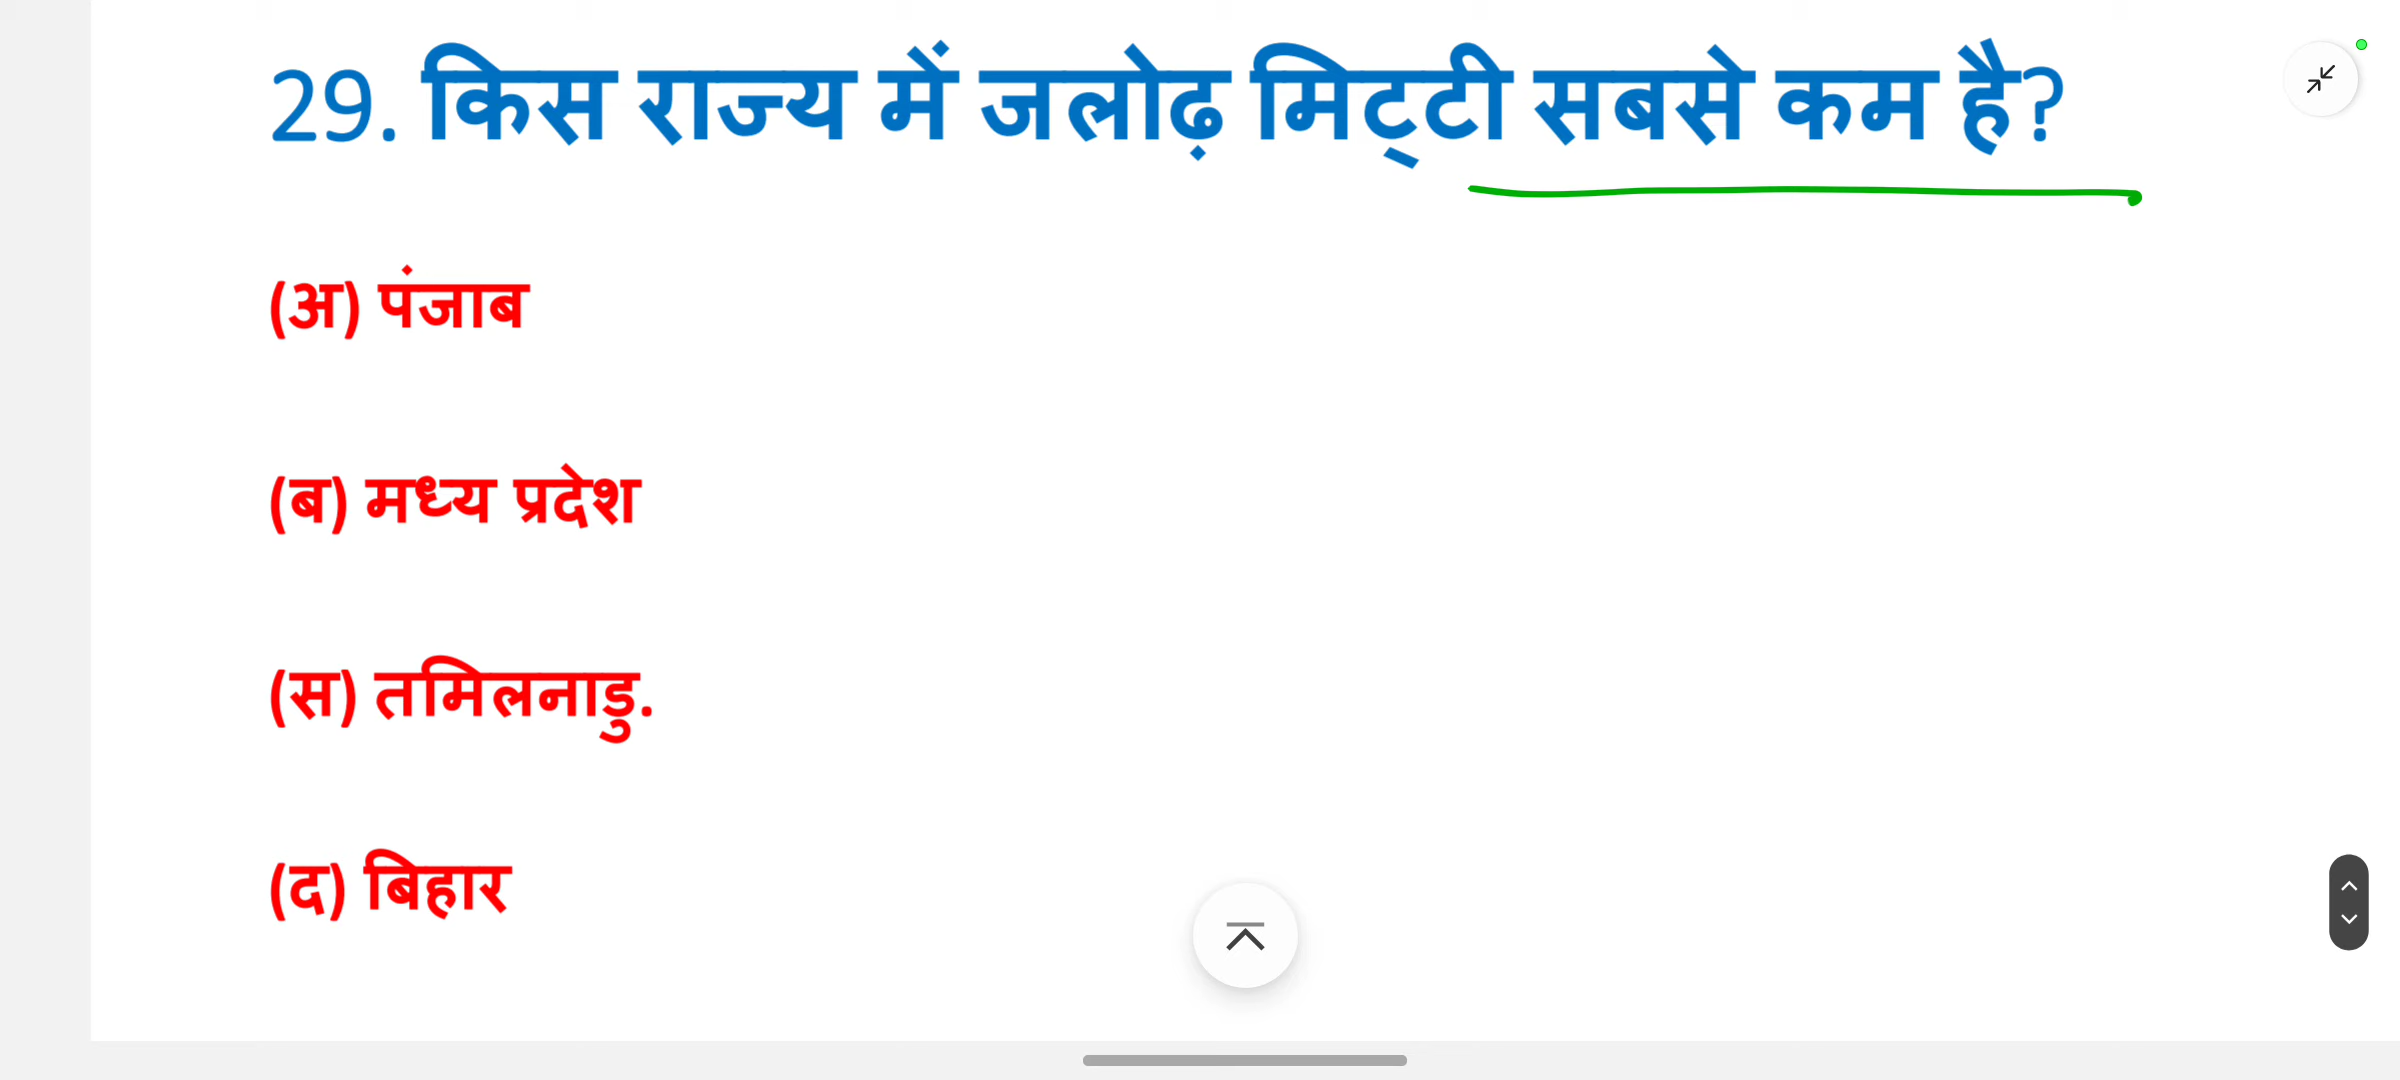 29. किस राज्य में जलोढ़ मिट्‌टी सबसे कम है?
(अ) पंजाब
(ब) मध्य प्रदेश
(स) तमिलनाडु.
(द) बिहार